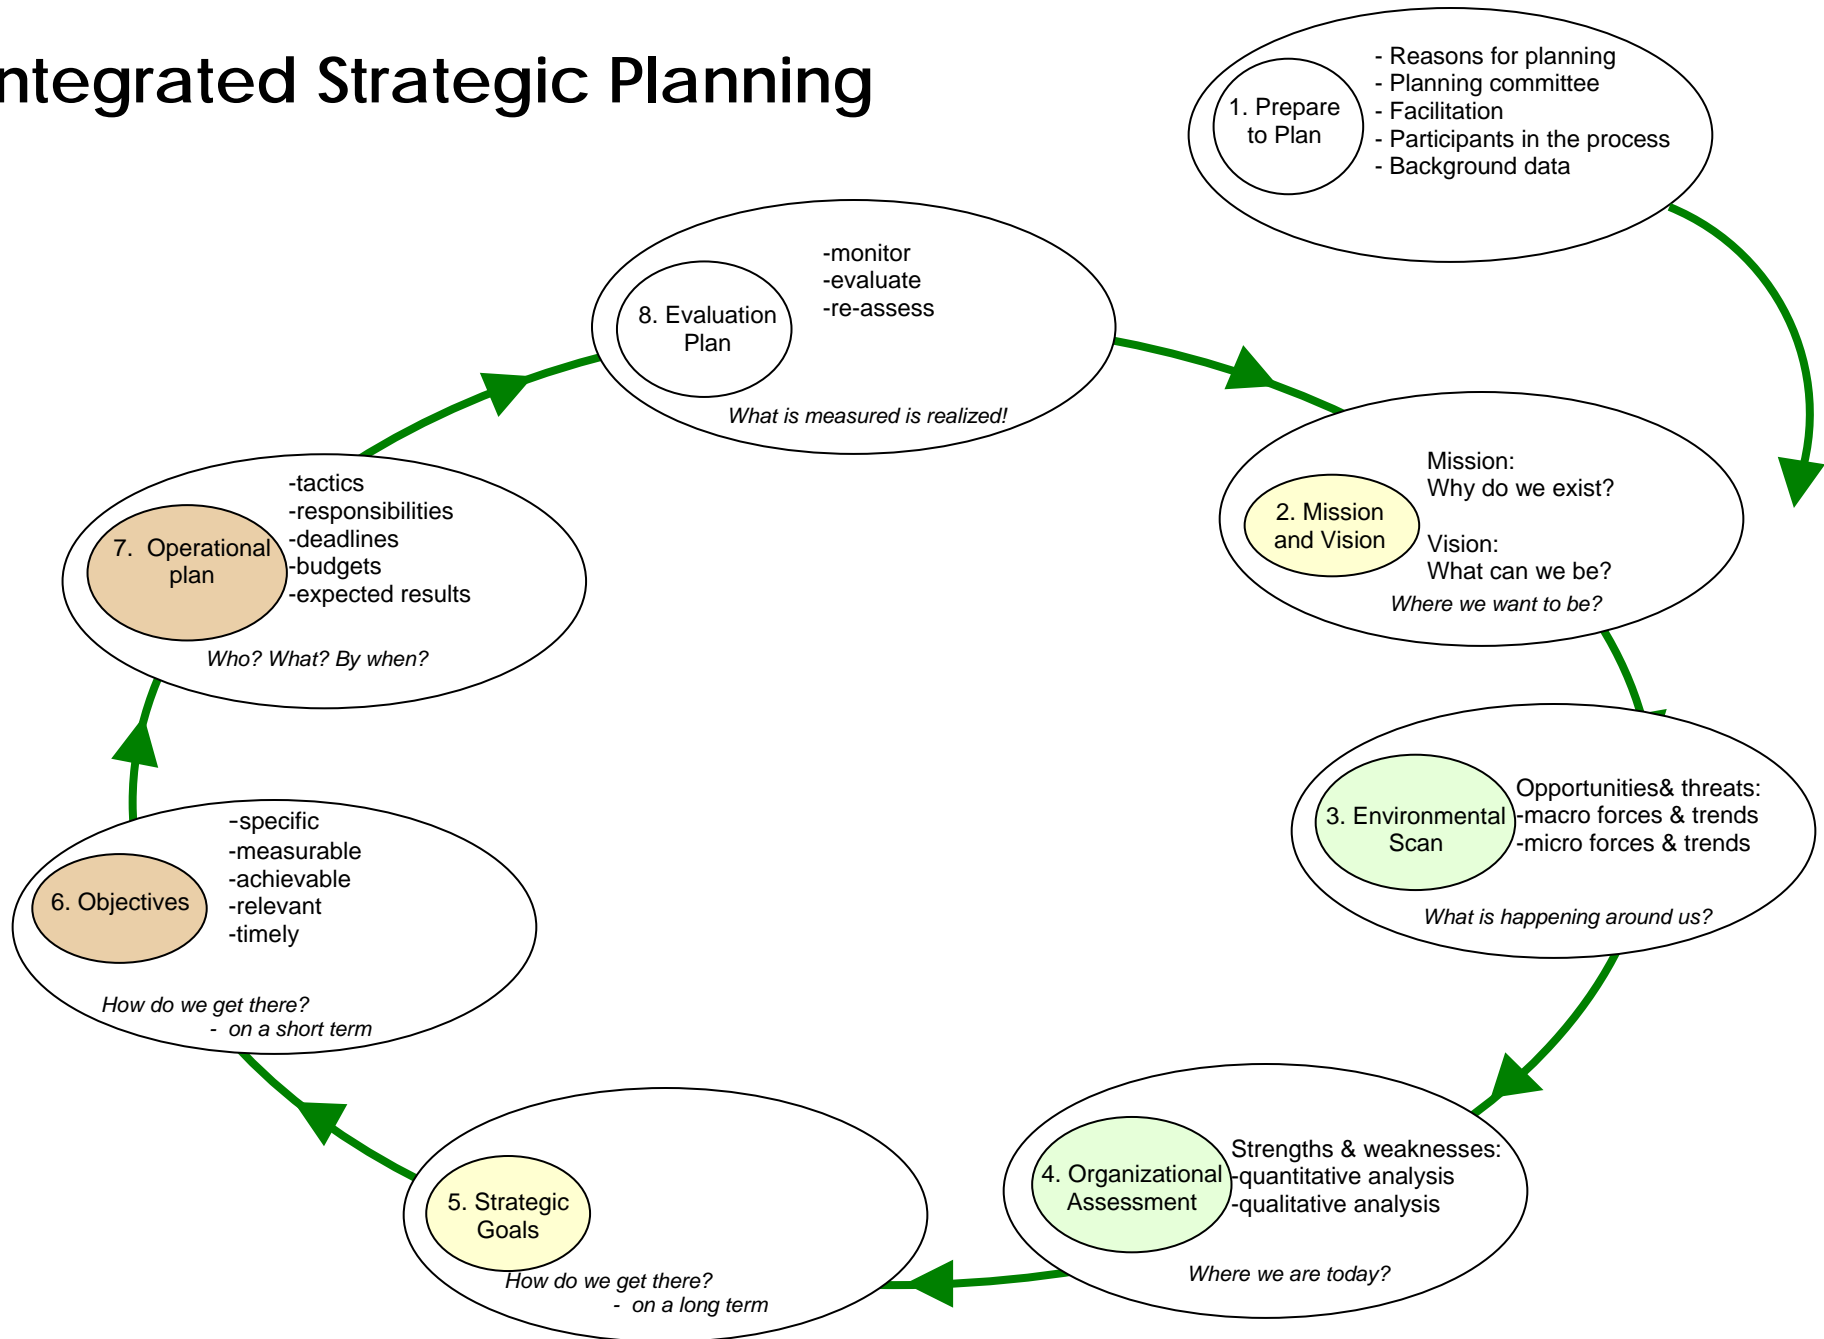 ntegrated Strategic Planning
1. Prepare
to Plan
- Reasons for planning
- Planning committee
- Facilitation
- Participants in the process
- Background data
8. Evaluation
Plan
-monitor
-evaluate
-re-assess
What is measured is realized!
2. Mission
and Vision
Mission:
Why do we exist?
Vision:
What can we be?
Where we want to be?
7. Operational
plan
-tactics
-responsibilities
-deadlines
-budgets
-expected results
Who? What? By when?
3. Environmental
Scan
Opportunities& threats:
-macro forces & trends
-micro forces & trends
What is happening around us?
6. Objectives
-specific
-measurable
-achievable
-relevant
-timely
How do we get there?
- on a short term
4. Organizational
Assessment
Strengths & weaknesses:
-quantitative analysis
-qualitative analysis
Where we are today?
5. Strategic
Goals
How do we get there?
- on a long term